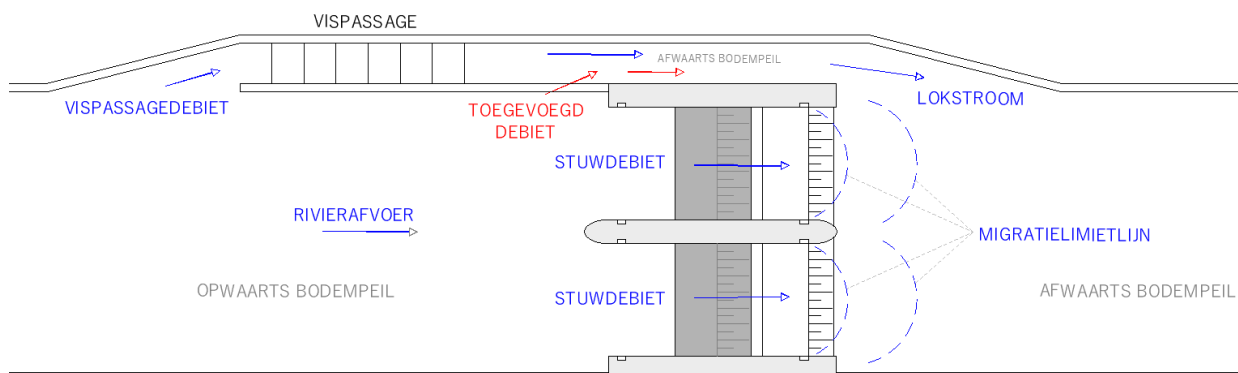 VISPASSAGE
AFWAARTS BODEMPEIL
VISPASSAGEDEBIET
TOEGEVOEGD
DEBIET
LOKSTROOM
STUWDEBIET
RIVIERAFVOER
MIGRATIELIMIETLIJN
OPWAARTS BODEMPEIL
STUWDEBIET
AFWAARTS BODEMPEIL